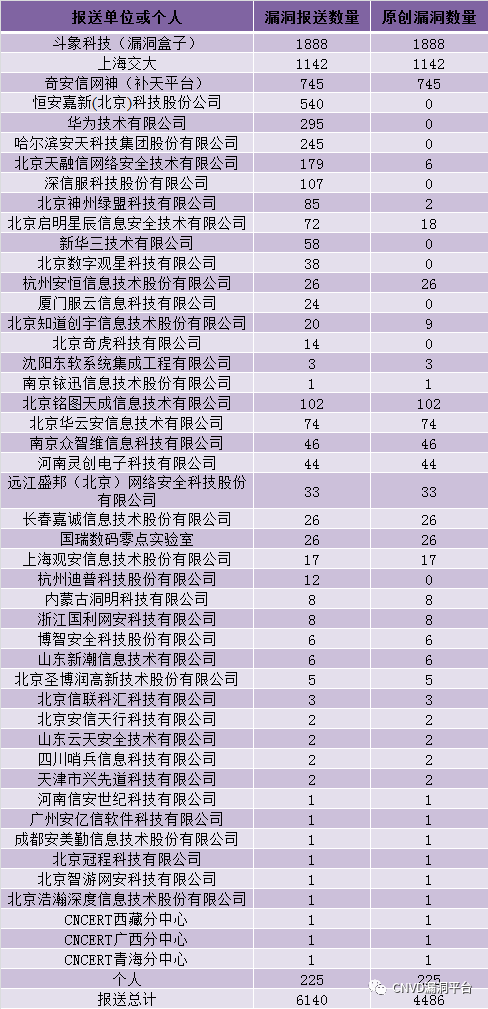 报送单位或个人 漏洞报送数量 原创漏洞数量
斗象科技（漏洞盒子） 1888 1888
上海交大 1142 1142
奇安信网神（补天平台） 745 745
恒安嘉新(北京)科技股份公司 540 0
华为技术有限公司 295 0
哈尔滨安天科技集团股份有限公司 245 0
北京天融信网络安全技术有限公司 179 6
深信服科技股份有限公司 107 0
北京神州绿盟科技有限公司 85 2
北京启明星辰信息安全技术有限公司 72 18
新华三技术有限公司 58 0
北京数字观星科技有限公司 38 0
杭州安恒信息技术股份有限公司 26 26
厦门服云信息科技有限公司 24 0
北京知道创宇信息技术股份有限公司 20 9
北京奇虎科技有限公司 14 0
沈阳东软系统集成工程有限公司 3 3
南京铱迅信息技术股份有限公司 1 1
北京铭图天成信息技术有限公司 102 102
北京华云安信息技术有限公司 74 74
南京众智维信息科技有限公司 46 46
河南灵创电子科技有限公司 44 44
远江盛邦（北京）网络安全科技股份
有限公司 33 33
长春嘉诚信息技术股份有限公司 26 26
国瑞数码零点实验室 26 26
上海观安信息技术股份有限公司 17 17
杭州迪普科技股份有限公司 12 0
内蒙古洞明科技有限公司 8 8
浙江国利网安科技有限公司 8 8
博智安全科技股份有限公司 6 6
山东新潮信息技术有限公司 6 6
北京圣博润高新技术股份有限公司 5 5
北京信联科汇科技有限公司 3 3
北京安信天行科技有限公司 2 2
山东云天安全技术有限公司 2 2
四川哨兵信息科技有限公司 2 2
天津市兴先道科技有限公司 2 2
河南信安世纪科技有限公司 1 1
广州安亿信软件科技有限公司 1 1
成都安美勤信息技术股份有限公司 1 1
北京冠程科技有限公司 1 1
北京智游网安科技有限公司 1 1
北京浩瀚深度信息技术股份有限公司 1 1
CNCERT西藏分中心 1 1
CNCERT广西分中心 1 1
CNCERT青海分中心 1 1
个人 225 225
报送总计 6140 4486
CNVD漏洞平台